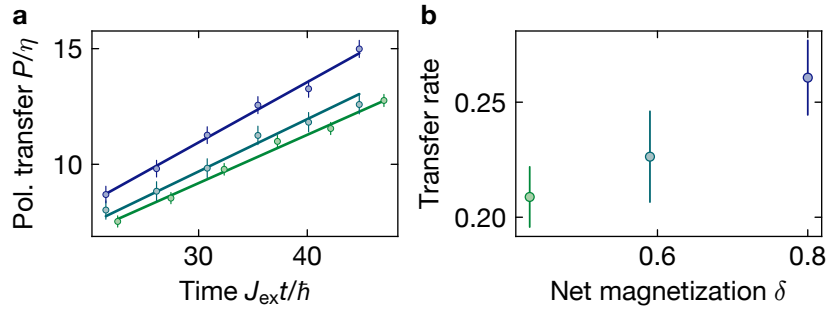 a
Pol. transfer P/η
15
10
30
40
Time J_ex t/ħ
b
Transfer rate
0.25
0.20
0.6
0.8
Net magnetization δ